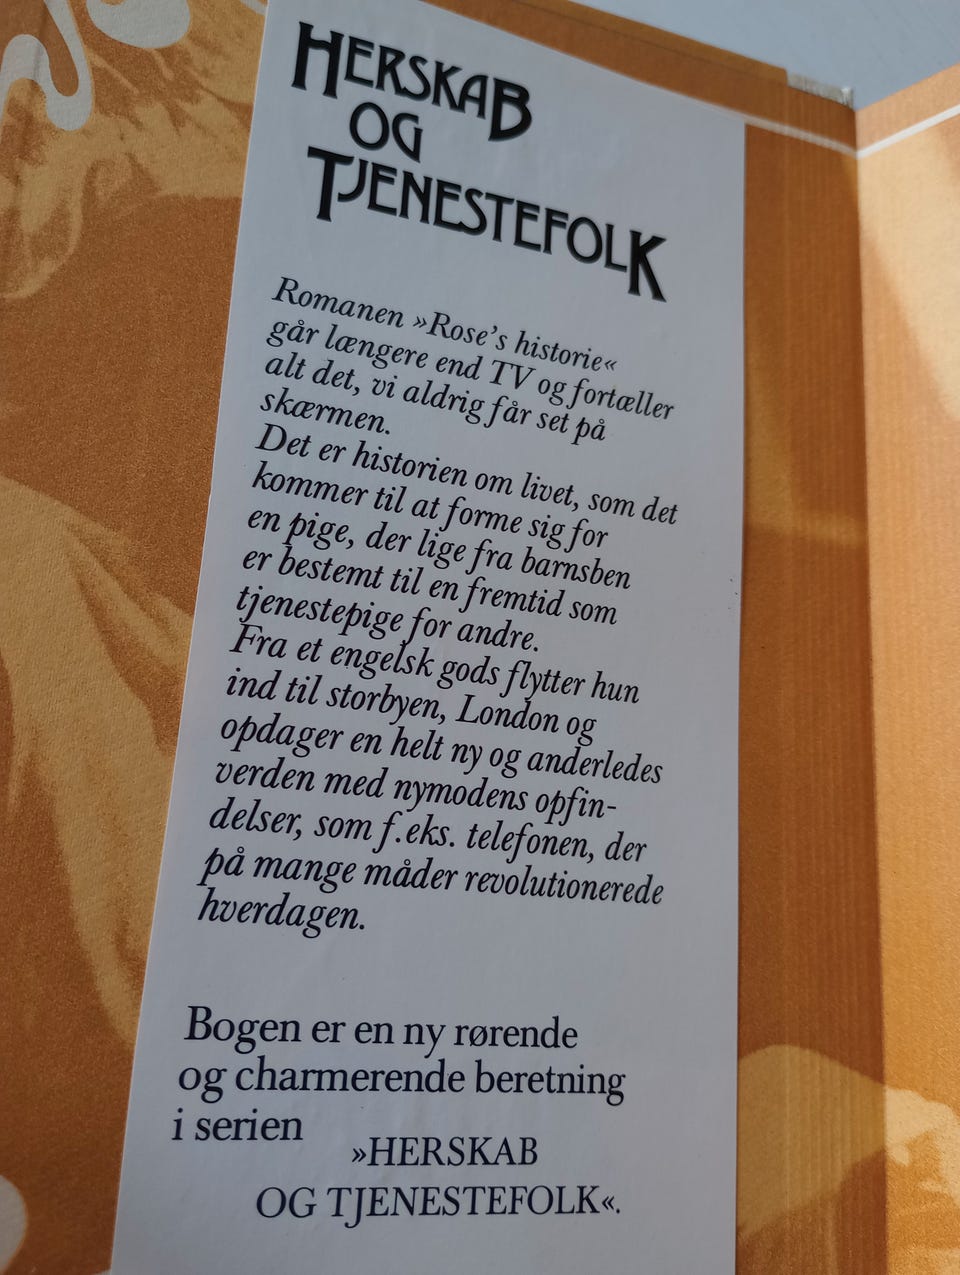 HERSKAB
OG
TJENESTEFOLK
Romanen »Rose's historie«
går længere end TV og fortæller
alt det, vi aldrig får set på
skærmen.
Det er historien om livet, som det
kommer til at forme sig for
en pige, der lige fra barnsben
er bestemt til en fremtid som
tjenestepige for andre.
Fra et engelsk gods flytter hun
ind til storbyen, London og
opdager en helt ny og anderledes
verden med nymodens opfin-
delser, som f.eks. telefonen, der
på mange måder revolutionerede
hverdagen.
Bogen er en ny rørende
og charmerende beretning
i serien
»HERSKAB
OG TJENESTEFOLK«.